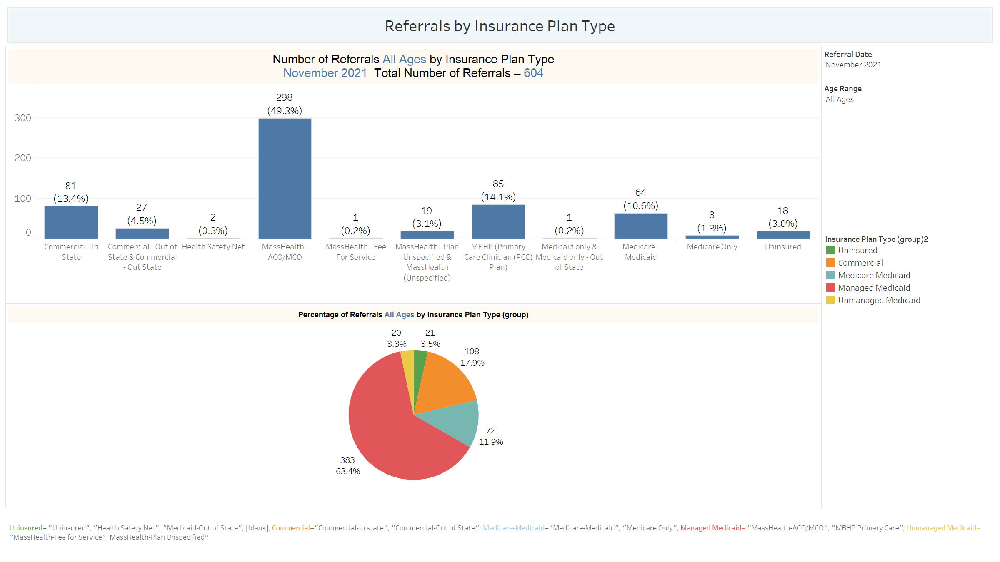 Referrals by Insurance Plan Type
Number of Referrals All Ages by Insurance Plan Type
November 2021 Total Number of Referrals – 604
Referral Date
November 2021
Age Range
All Ages
300
200
100
0
81
(13.4%)
27
(4.5%)
2
(0.3%)
298
(49.3%)
1
(0.2%)
19
(3.1%)
85
(14.1%)
1
(0.2%)
64
(10.6%)
8
(1.3%)
18
(3.0%)
Commercial - In
State
Commercial - Out of
State & Commercial
- Out State
Health Safety Net
MassHealth -
ACO/MCO
MassHealth - Fee
For Service
MassHealth - Plan
Unspecified &
MassHealth
(Unspecified)
MBHP (Primary
Care Clinician (PCC)
Plan)
Medicaid only &
Medicaid only - Out
of State
Medicare -
Medicaid
Medicare Only
Uninsured
Insurance Plan Type (group)2
Uninsured
Commercial
Medicare Medicaid
Managed Medicaid
Unmanaged Medicaid
Percentage of Referrals All Ages by Insurance Plan Type (group)
20
3.3%
21
3.5%
108
17.9%
72
11.9%
383
63.4%
Uninsured= "Uninsured", "Health Safety Net", "Medicaid-Out of State", [blank]; Commercial="Commercial-In state", "Commercial-Out of State"; Medicare-Medicaid="Medicare-Medicaid", "Medicare Only"; Managed Medicaid= "MassHealth-ACO/MCO", "MBHP Primary Care"; Unmanaged Medicaid=
"MassHealth-Fee for Service", MassHealth-Plan Unspecified"